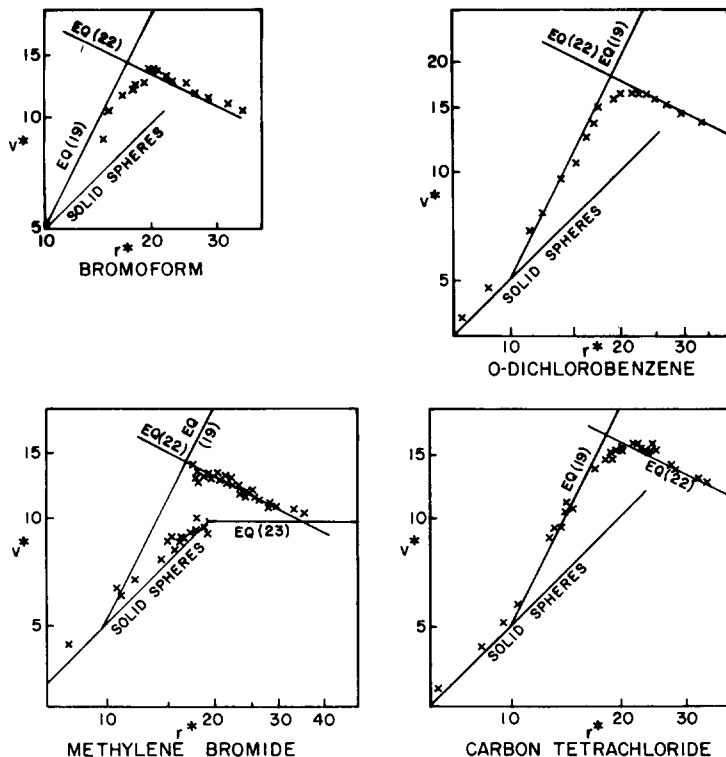 15
10
5
v*
EQ(22)
EQ(19)
SOLID SPHERES
10
20
30
r*
BROMOFORM
20
15
10
5
v*
EQ(22)
EQ(19)
SOLID SPHERES
10
20
30
r*
O-DICHLOROBENZENE
15
10
5
v*
EQ(22)
EQ
(19)
EQ (23)
SOLID SPHERES
10
20
30
40
r*
METHYLENE BROMIDE
15
10
5
v*
EQ(19)
EQ(22)
SOLID SPHERES
10
20
30
r*
CARBON TETRACHLORIDE